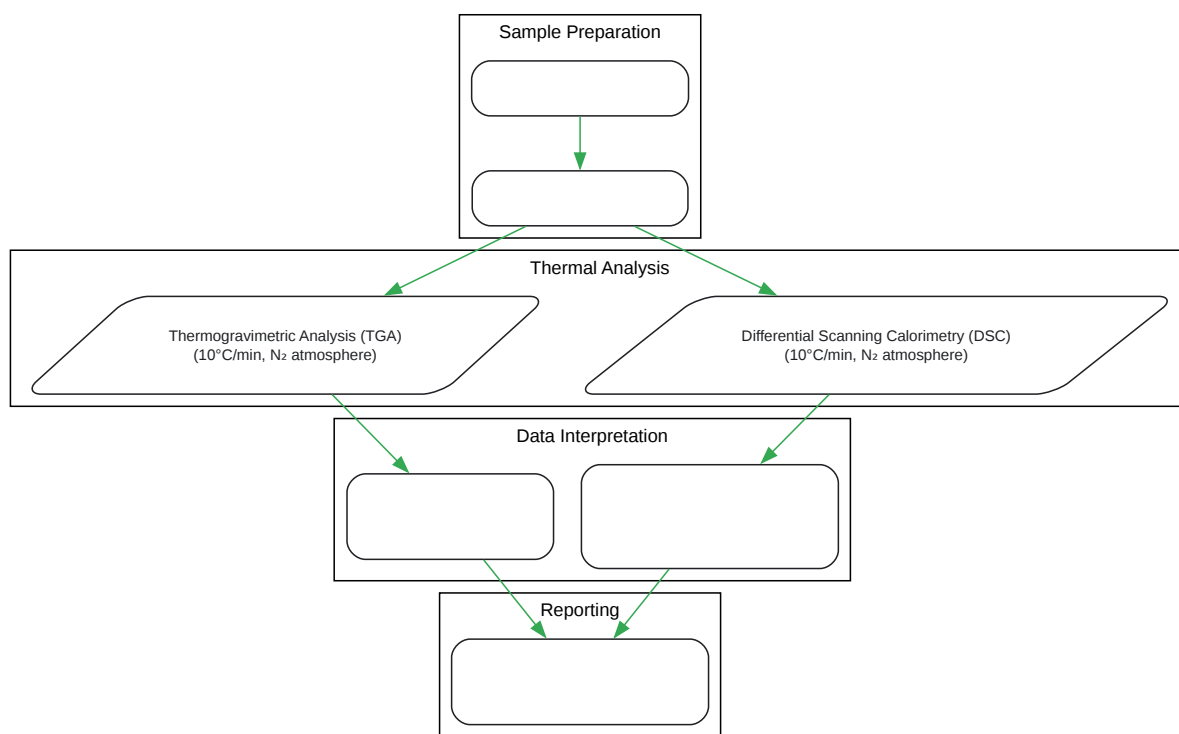 Sample Preparation
Thermal Analysis
Thermogravimetric Analysis (TGA)
(10°C/min, N₂ atmosphere)
Differential Scanning Calorimetry (DSC)
(10°C/min, N₂ atmosphere)
Data Interpretation
Reporting